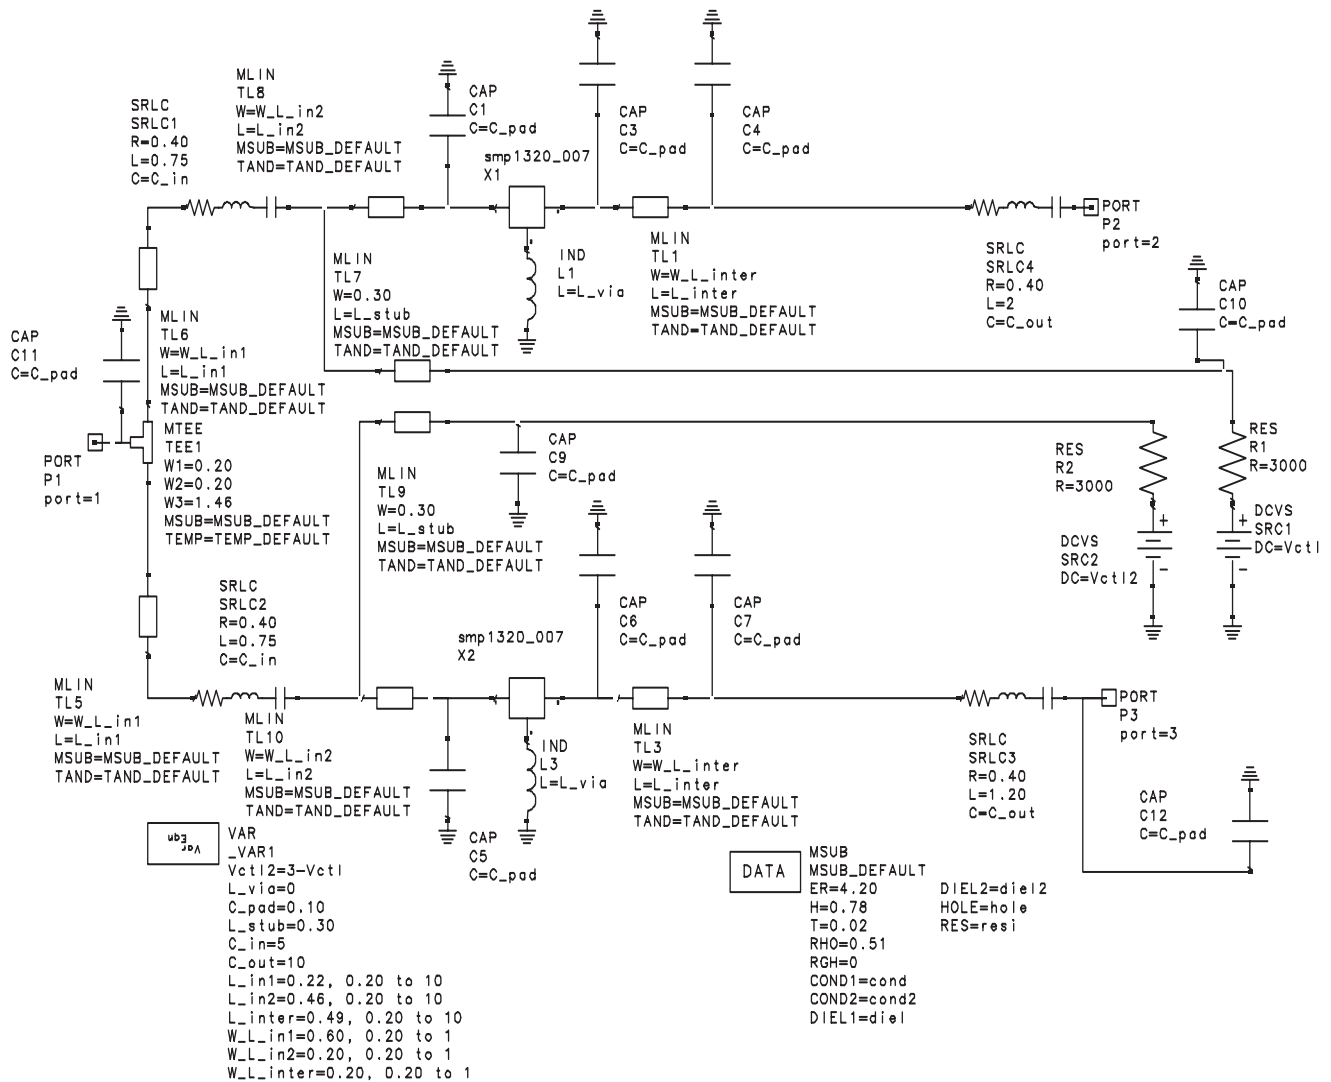 MLIN
TL8
W=W_L_in2
L=L_in2
MSUB=MSUB_DEFAULT
TAND=TAND_DEFAULT
SRLC
SRLC1
R=0.40
L=0.75
C=C_in
CAP
C1
C=C_pad
CAP
C3
C=C_pad
CAP
C4
C=C_pad
smp1320_007
X1
PORT
P2
port=2
MLIN
TL7
W=0.30
L=L_stub
MSUB=MSUB_DEFAULT
TAND=TAND_DEFAULT
IND
L1
L=L_via
MLIN
TL1
W=W_L_inter
L=L_inter
MSUB=MSUB_DEFAULT
TAND=TAND_DEFAULT
SRLC
SRLC4
R=0.40
L=2
C=C_out
CAP
C10
C=C_pad
CAP
C11
C=C_pad
MLIN
TL6
W=W_L_in1
L=L_in1
MSUB=MSUB_DEFAULT
TAND=TAND_DEFAULT
MTEE
TEE1
W1=0.20
W2=0.20
W3=1.46
MSUB=MSUB_DEFAULT
TEMP=TEMP_DEFAULT
PORT
P1
port=1
MLIN
TL9
W=0.30
L=L_stub
MSUB=MSUB_DEFAULT
TAND=TAND_DEFAULT
CAP
C9
C=C_pad
RES
R2
R=3000
RES
R1
R=3000
DCVS
SRC2
DC=Vctl2
+
-
DCVS
SRC1
DC=Vctl
+
-
SRLC
SRLC2
R=0.40
L=0.75
C=C_in
smp1320_007
X2
CAP
C6
C=C_pad
CAP
C7
C=C_pad
MLIN
TL5
W=W_L_in1
L=L_in1
MSUB=MSUB_DEFAULT
TAND=TAND_DEFAULT
MLIN
TL10
W=W_L_in2
L=L_in2
MSUB=MSUB_DEFAULT
TAND=TAND_DEFAULT
IND
L3
L=L_via
MLIN
TL3
W=W_L_inter
L=L_inter
MSUB=MSUB_DEFAULT
TAND=TAND_DEFAULT
SRLC
SRLC3
R=0.40
L=1.20
C=C_out
PORT
P3
port=3
CAP
C12
C=C_pad
CAP
C5
C=C_pad
Var
Eqn
VAR
_VAR1
Vctl2=3-Vctl
L_via=0
C_pad=0.10
L_stub=0.30
C_in=5
C_out=10
L_in1=0.22, 0.20 to 10
L_in2=0.46, 0.20 to 10
L_inter=0.49, 0.20 to 10
W_L_in1=0.60, 0.20 to 1
W_L_in2=0.20, 0.20 to 1
W_L_inter=0.20, 0.20 to 1
DATA
MSUB
MSUB_DEFAULT
ER=4.20
H=0.78
T=0.02
RHO=0.51
RGH=0
COND1=cond
COND2=cond2
DIEL1=diel
DIEL2=diel2
HOLE=hole
RES=resi